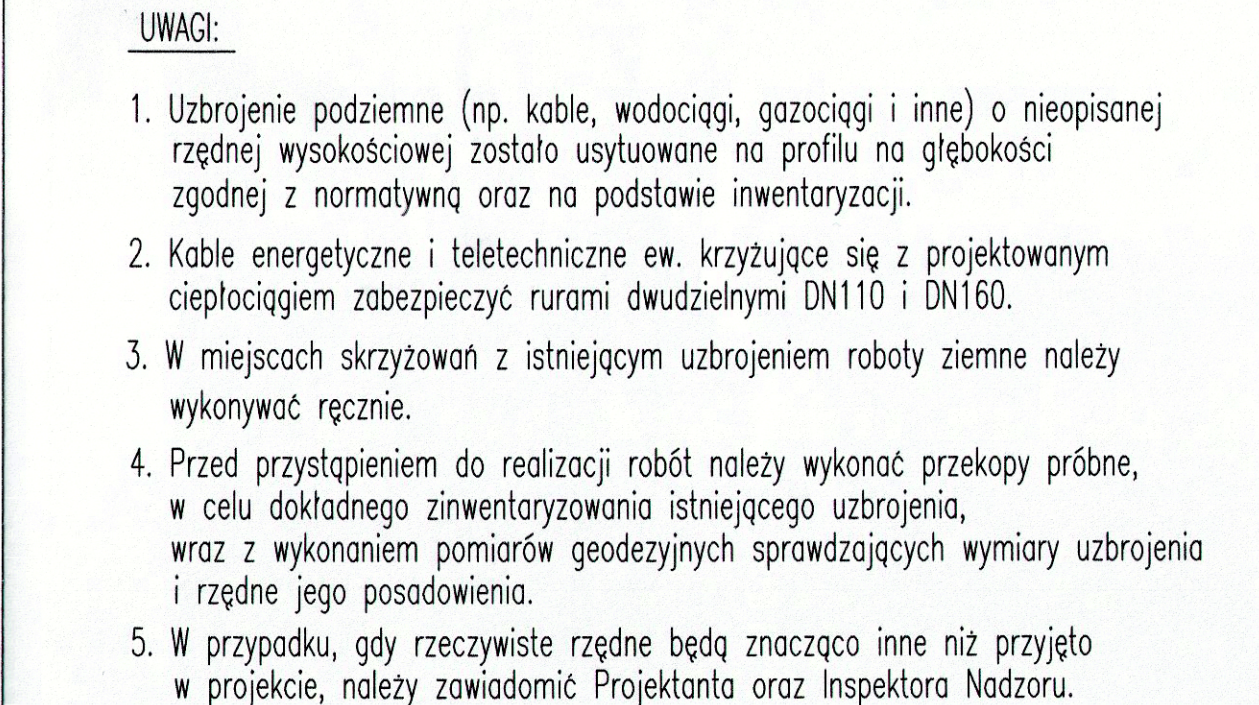 UWAGI:
1. Uzbrojenie podziemne (np. kable, wodociągi, gazociągi i inne) o nieopisanej
rzędnej wysokościowej zostało usytuowane na profilu na głębokości
zgodnej z normatywną oraz na podstawie inwentaryzacji.
2. Kable energetyczne i teletechniczne ew. krzyżujące się z projektowanym
ciepłociągiem zabezpieczyć rurami dwudzielnymi DN110 i DN160.
3. W miejscach skrzyżowań z istniejącym uzbrojeniem roboty ziemne należy
wykonywać ręcznie.
4. Przed przystąpieniem do realizacji robót należy wykonać przekopy próbne,
w celu dokładnego zinwentaryzowania istniejącego uzbrojenia,
wraz z wykonaniem pomiarów geodezyjnych sprawdzających wymiary uzbrojenia
i rzędne jego posadowienia.
5. W przypadku, gdy rzeczywiste rzędne będą znacząco inne niż przyjęto
w projekcie, należy zawiadomić Projektanta oraz Inspektora Nadzoru.